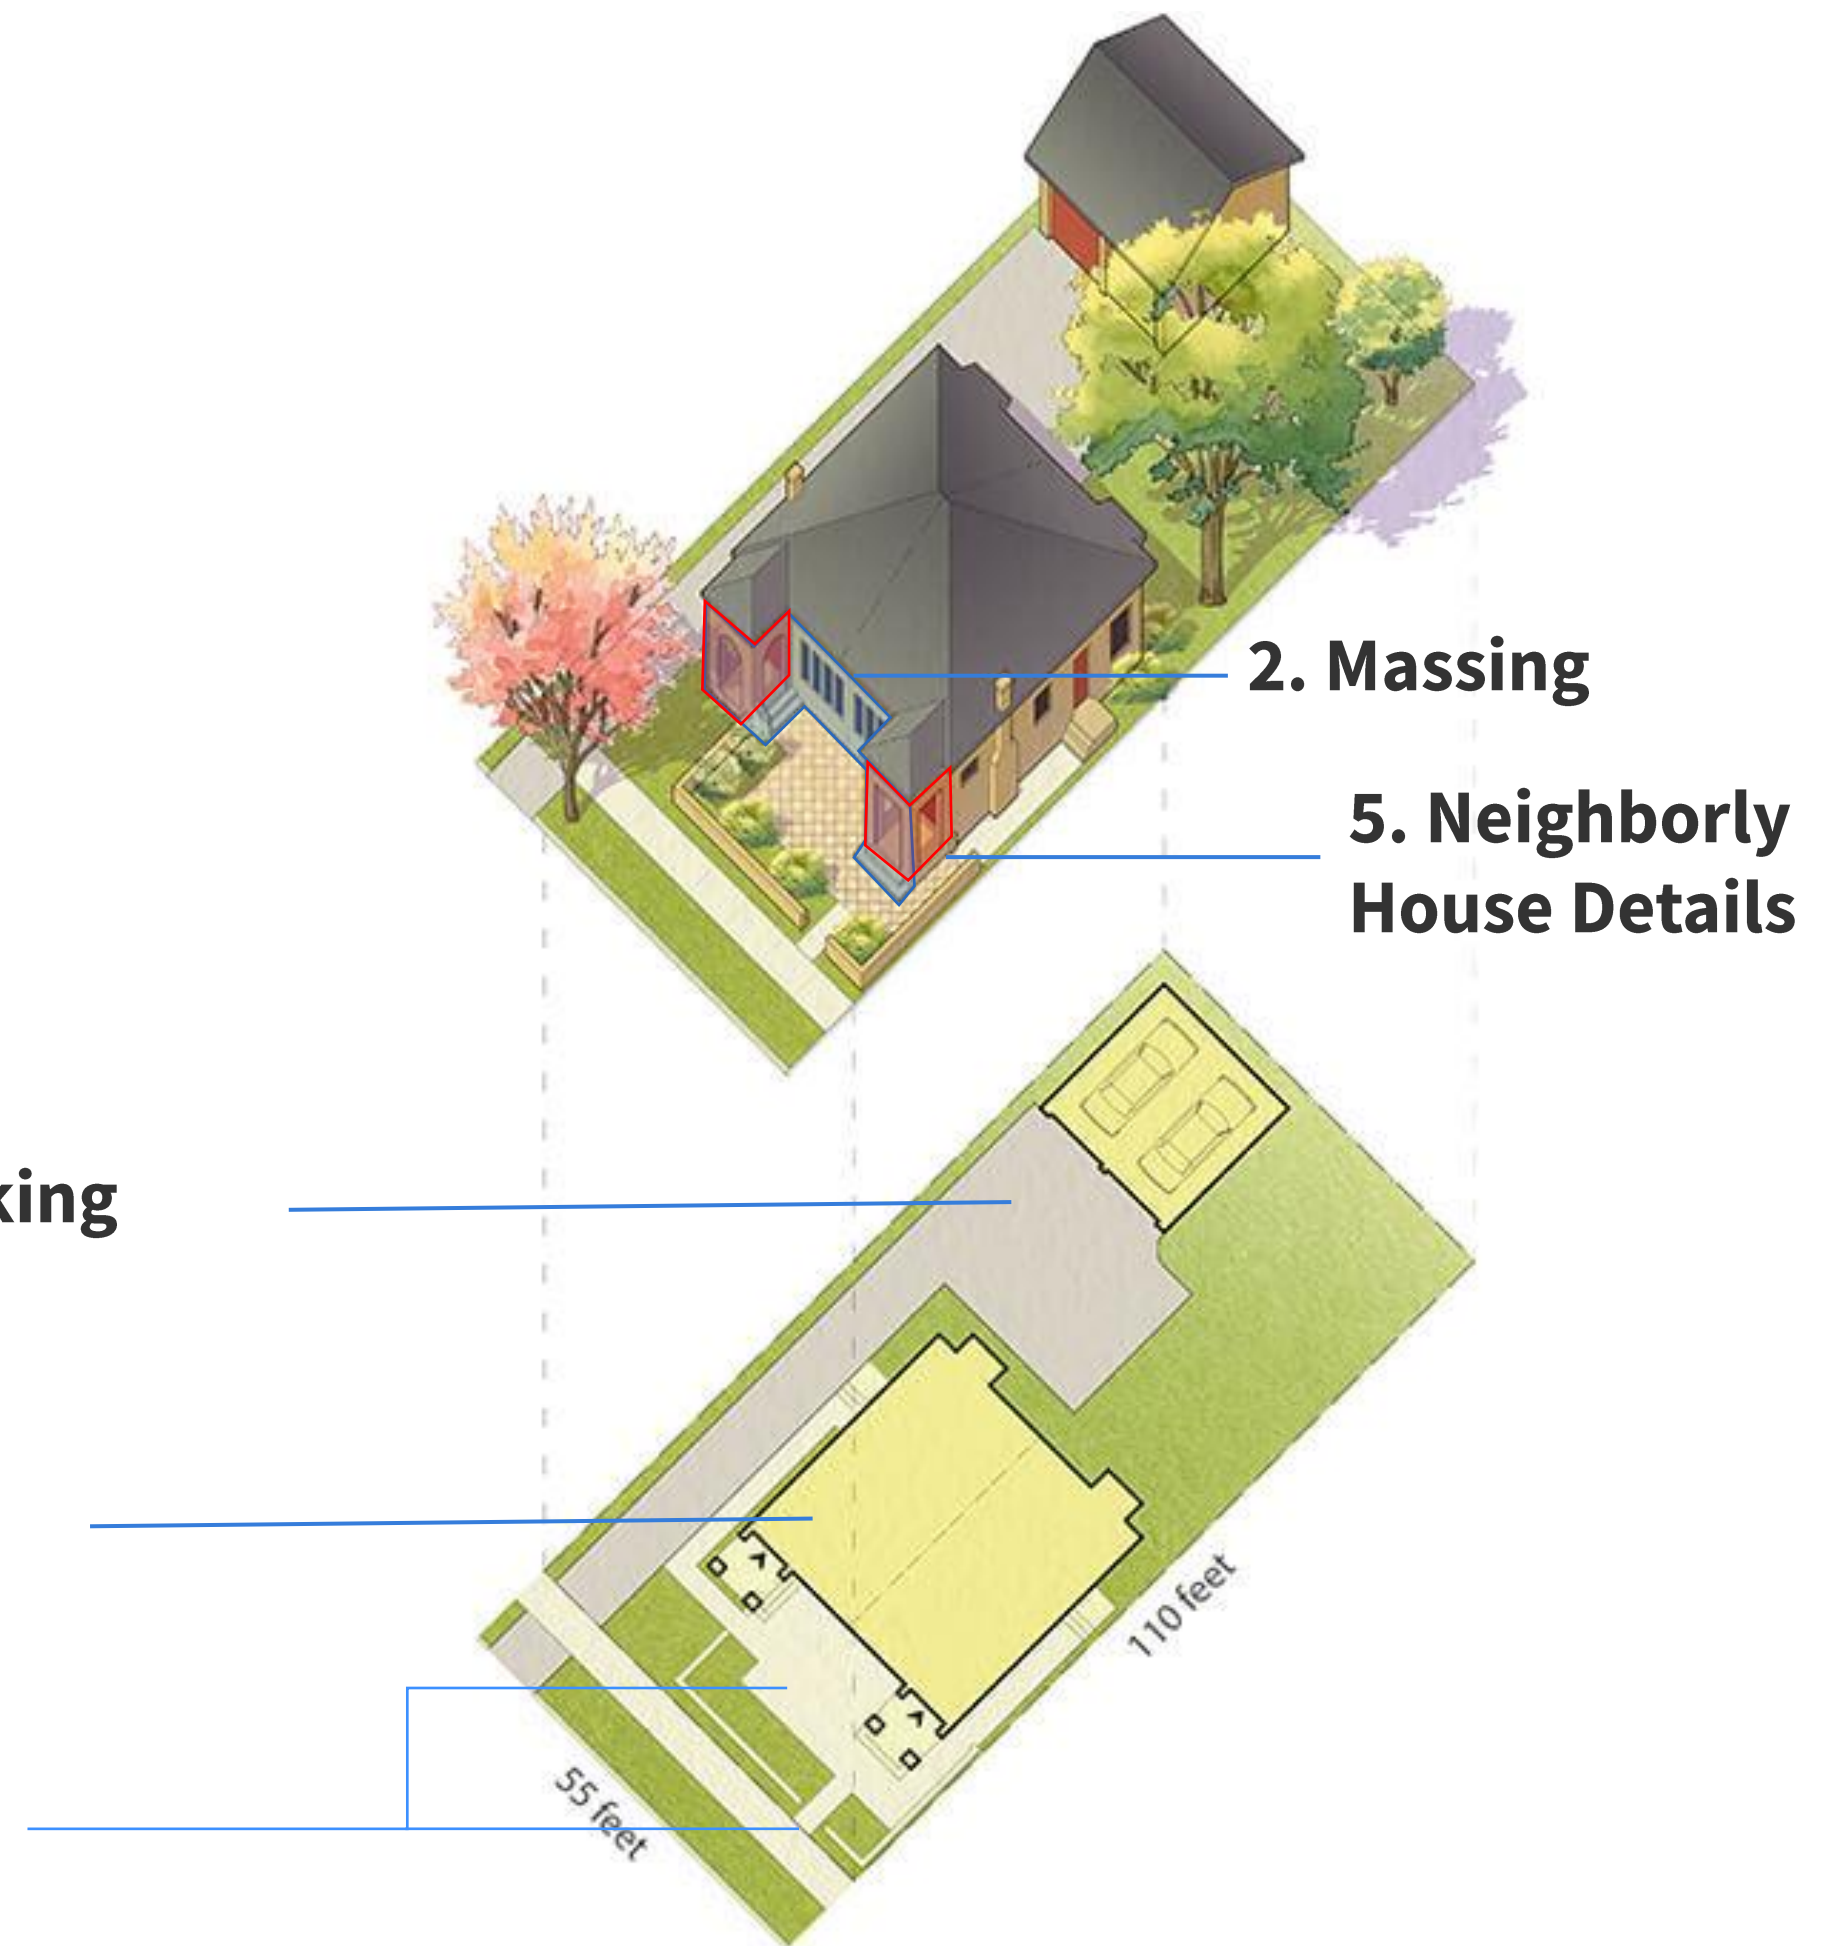 2. Massing
5. Neighborly
House Details
king
110 feet
55 feet